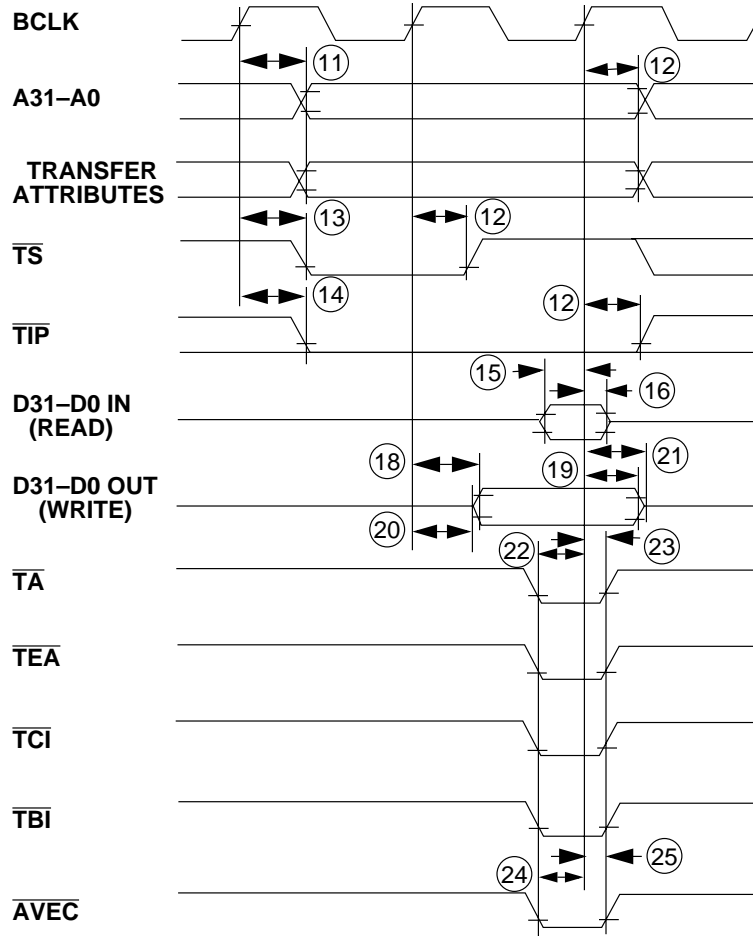 BCLK
11
12
A31–A0
TRANSFER
ATTRIBUTES
13
12
TS
14
12
TIP
15
16
D31–D0 IN
(READ)
18
19
21
D31–D0 OUT
(WRITE)
20
22
23
TA
TEA
TCI
TBI
24
25
AVEC